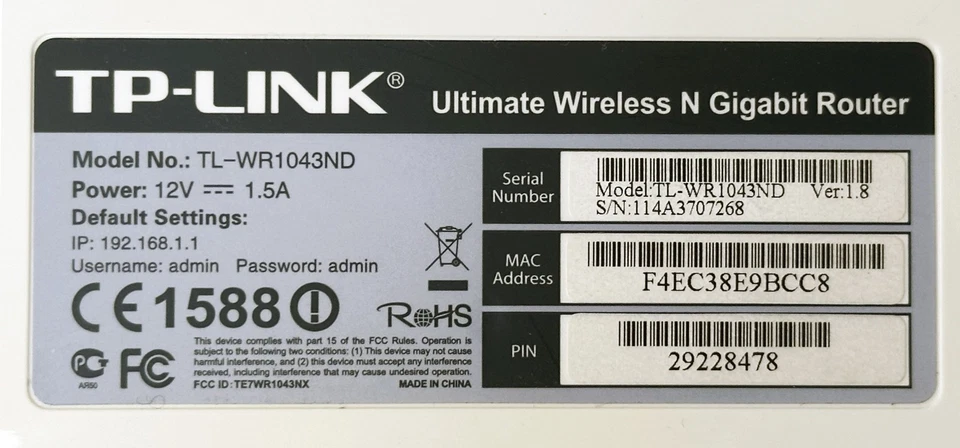 TP-LINK® Ultimate Wireless N Gigabit Router
Model No.: TL-WR1043ND
Power: 12V ⎓ 1.5A
Default Settings:
IP: 192.168.1.1
Username: admin Password: admin
CE1588
RoHS
PG
AR50
FC
This device complies with part 15 of the FCC Rules. Operation is
subject to the following two conditions: (1) This device may not cause
harmful interference, and (2) this device must accept any interference
received, including interference that may cause undesired operation.
FCC ID: TE7WR1043NX MADE IN CHINA
Serial
Number
Model:TL-WR1043ND Ver:1.8
S/N:114A3707268
MAC
Address
F4EC38E9BCC8
PIN
29228478